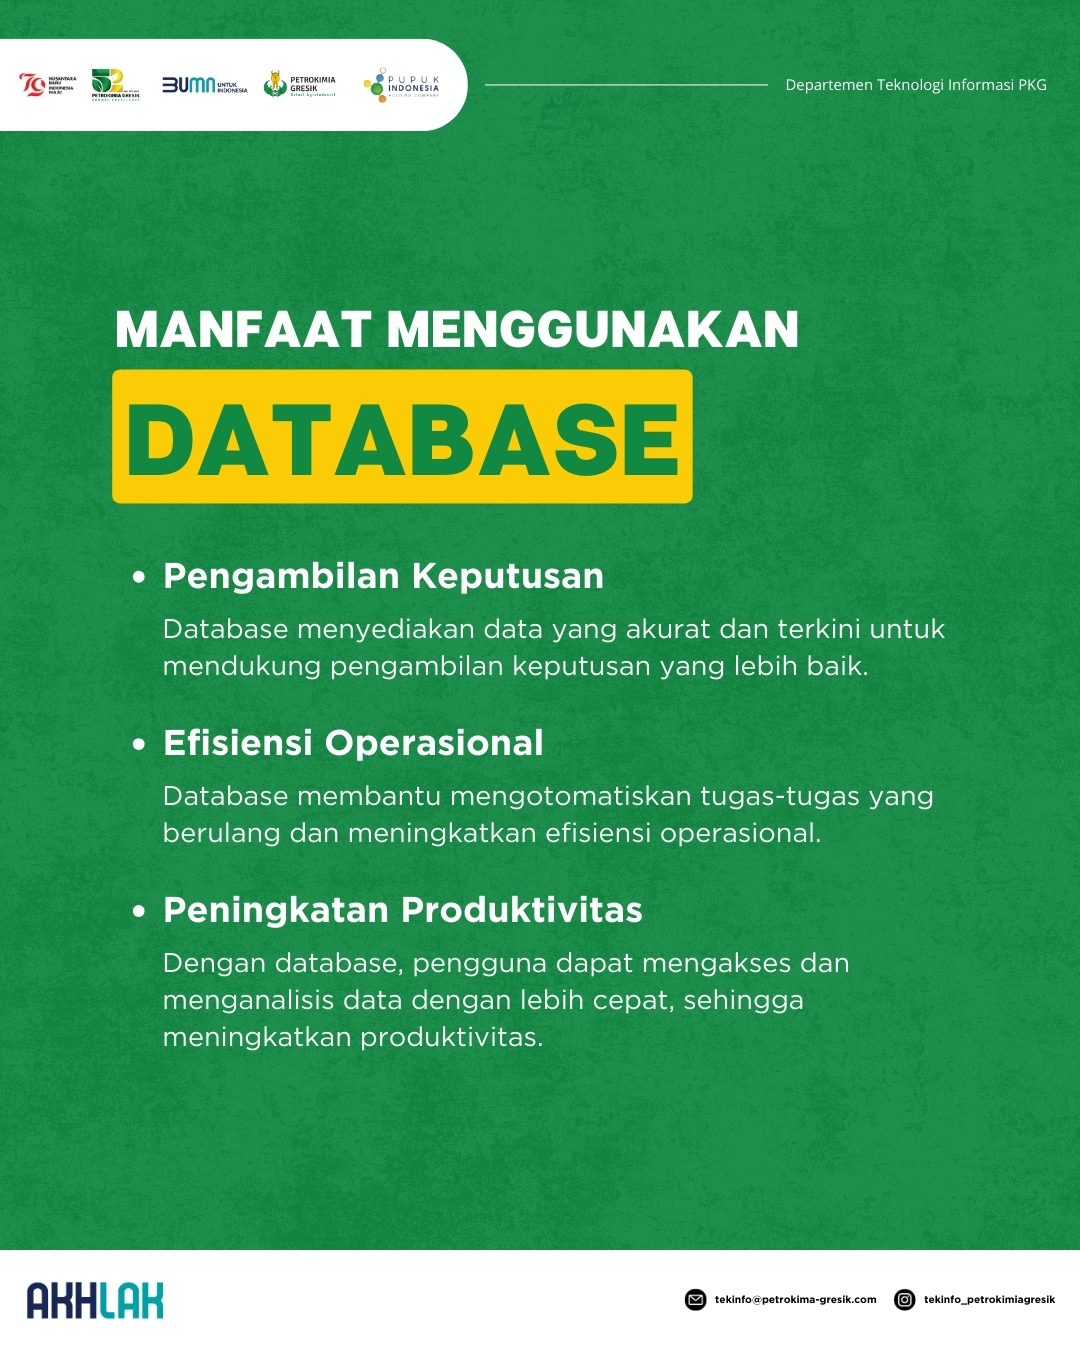 79 NUSANTARA
BARU
INDONESIA
MAJU
52
PETROKIMIA GRESIK
BUMN UNTUK
INDONESIA
PETROKIMIA
GRESIK
PUPUK
INDONESIA
HOLDING COMPANY
Departemen Teknologi Informasi PKG
MANFAAT MENGGUNAKAN
DATABASE
• Pengambilan Keputusan
Database menyediakan data yang akurat dan terkini untuk
mendukung pengambilan keputusan yang lebih baik.
• Efisiensi Operasional
Database membantu mengotomatiskan tugas-tugas yang
berulang dan meningkatkan efisiensi operasional.
• Peningkatan Produktivitas
Dengan database, pengguna dapat mengakses dan
menganalisis data dengan lebih cepat, sehingga
meningkatkan produktivitas.
AKHLAK
tekinfo@petrokima-gresik.com
tekinfo_petrokimiagresik